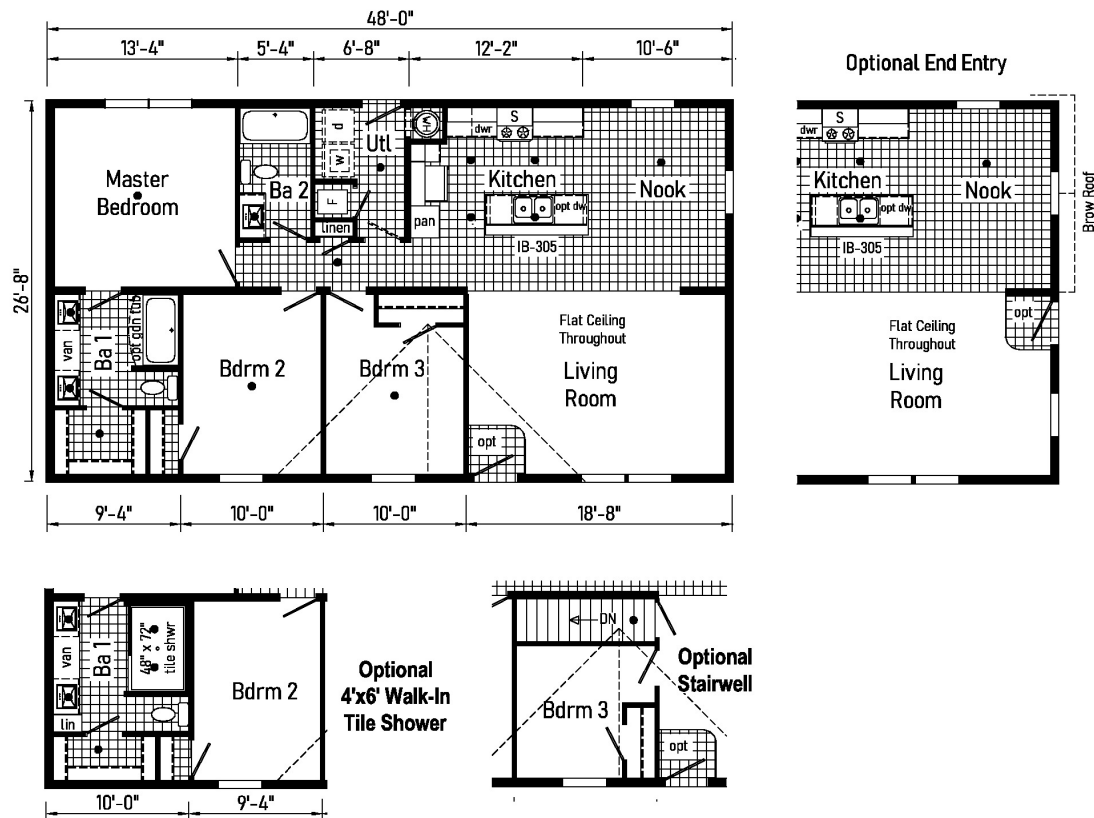 48'-0"
13'-4" 5'-4" 6'-8" 12'-2" 10'-6"
Optional End Entry
26'-8"
Master
Bedroom
Ba 2
d
w
Utl
F
linen
WH
dwr
S
Kitchen
Nook
pan
opt dw
IB-305
van
Ba 1
opt gdn tub
Bdrm 2
Bdrm 3
Flat Ceiling
Throughout
Living
Room
opt
9'-4" 10'-0" 10'-0" 18'-8"
dwr
S
Kitchen
Nook
opt dw
IB-305
Brow Roof
opt
Flat Ceiling
Throughout
Living
Room
van
Ba 1
lin
48" x 72"
tile shwr
Bdrm 2
10'-0" 9'-4"
Optional
4'x6' Walk-In
Tile Shower
DN
Bdrm 3
opt
Optional
Stairwell